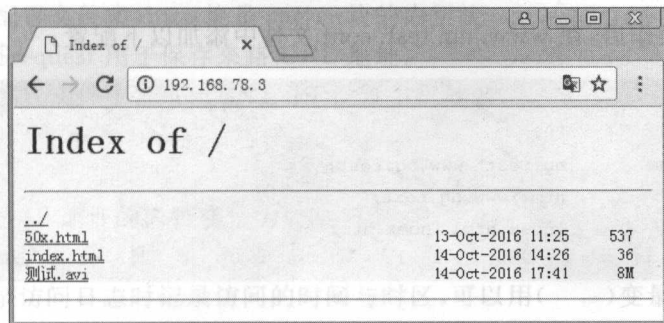 Index of /
192.168.78.3
Index of /
../
50x.html 13-Oct-2016 11:25 537
index.html 14-Oct-2016 14:26 36
测试.avi 14-Oct-2016 17:41 8M